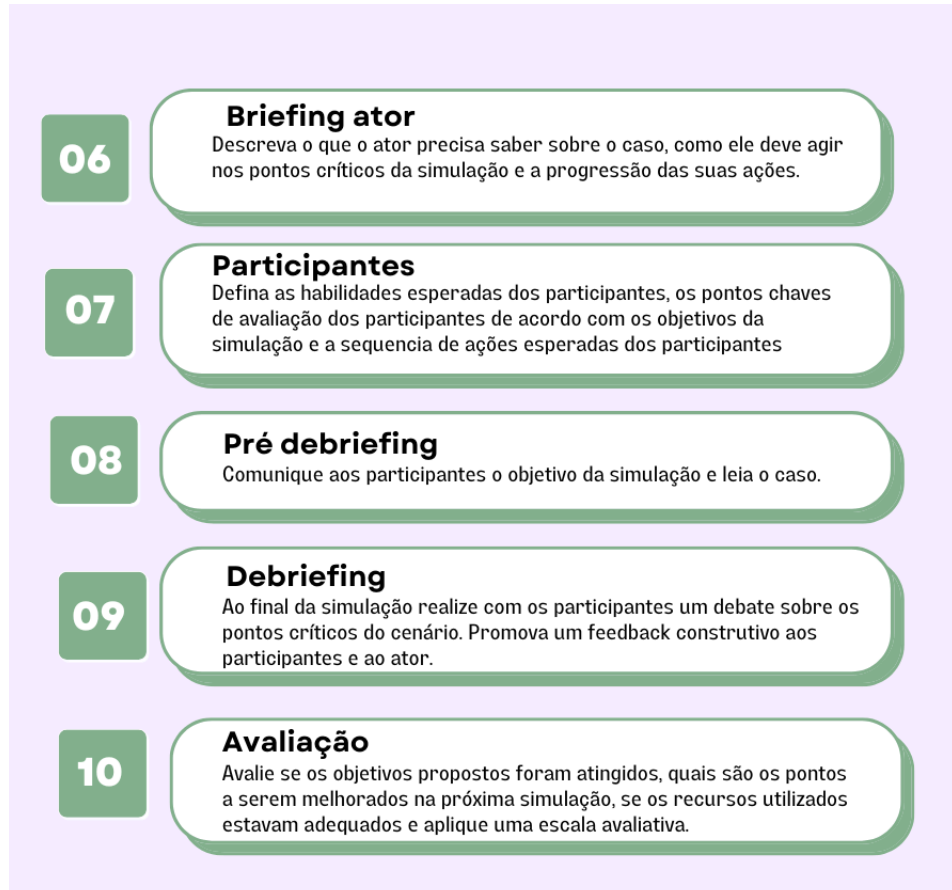 06
Briefing ator
Descreva o que o ator precisa saber sobre o caso, como ele deve agir
nos pontos críticos da simulação e a progressão das suas ações.
07
Participantes
Defina as habilidades esperadas dos participantes, os pontos chaves
de avaliação dos participantes de acordo com os objetivos da
simulação e a sequencia de ações esperadas dos participantes
08
Pré debriefing
Comunique aos participantes o objetivo da simulação e leia o caso.
09
Debriefing
Ao final da simulação realize com os participantes um debate sobre os
pontos críticos do cenário. Promova um feedback construtivo aos
participantes e ao ator.
10
Avaliação
Avalie se os objetivos propostos foram atingidos, quais são os pontos
a serem melhorados na próxima simulação, se os recursos utilizados
estavam adequados e aplique uma escala avaliativa.